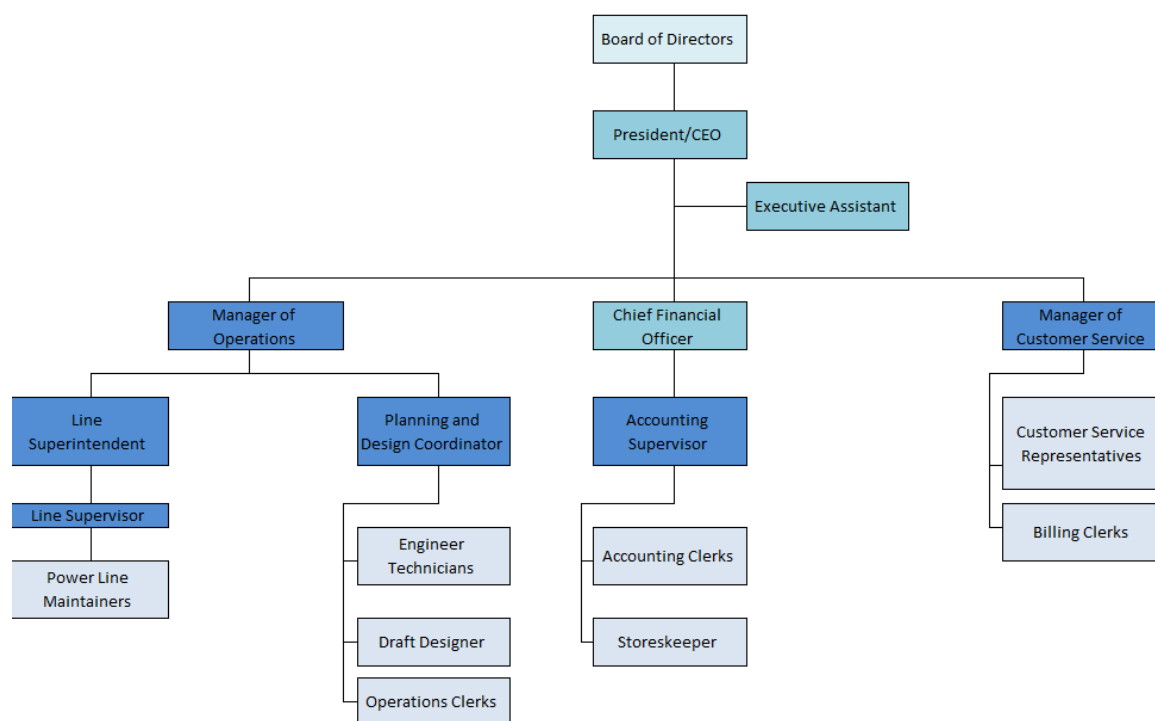 Board of Directors
President/CEO
Executive Assistant
Manager of
Operations
Chief Financial
Officer
Manager of
Customer Service
Line
Superintendent
Planning and
Design Coordinator
Accounting
Supervisor
Customer Service
Representatives
Line Supervisor
Engineer
Technicians
Accounting Clerks
Billing Clerks
Power Line
Maintainers
Draft Designer
Storeskeeper
Operations Clerks